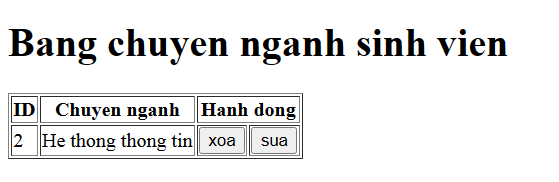 Bang chuyen nganh sinh vien
ID Chuyen nganh Hanh dong
2 He thong thong tin xoa sua